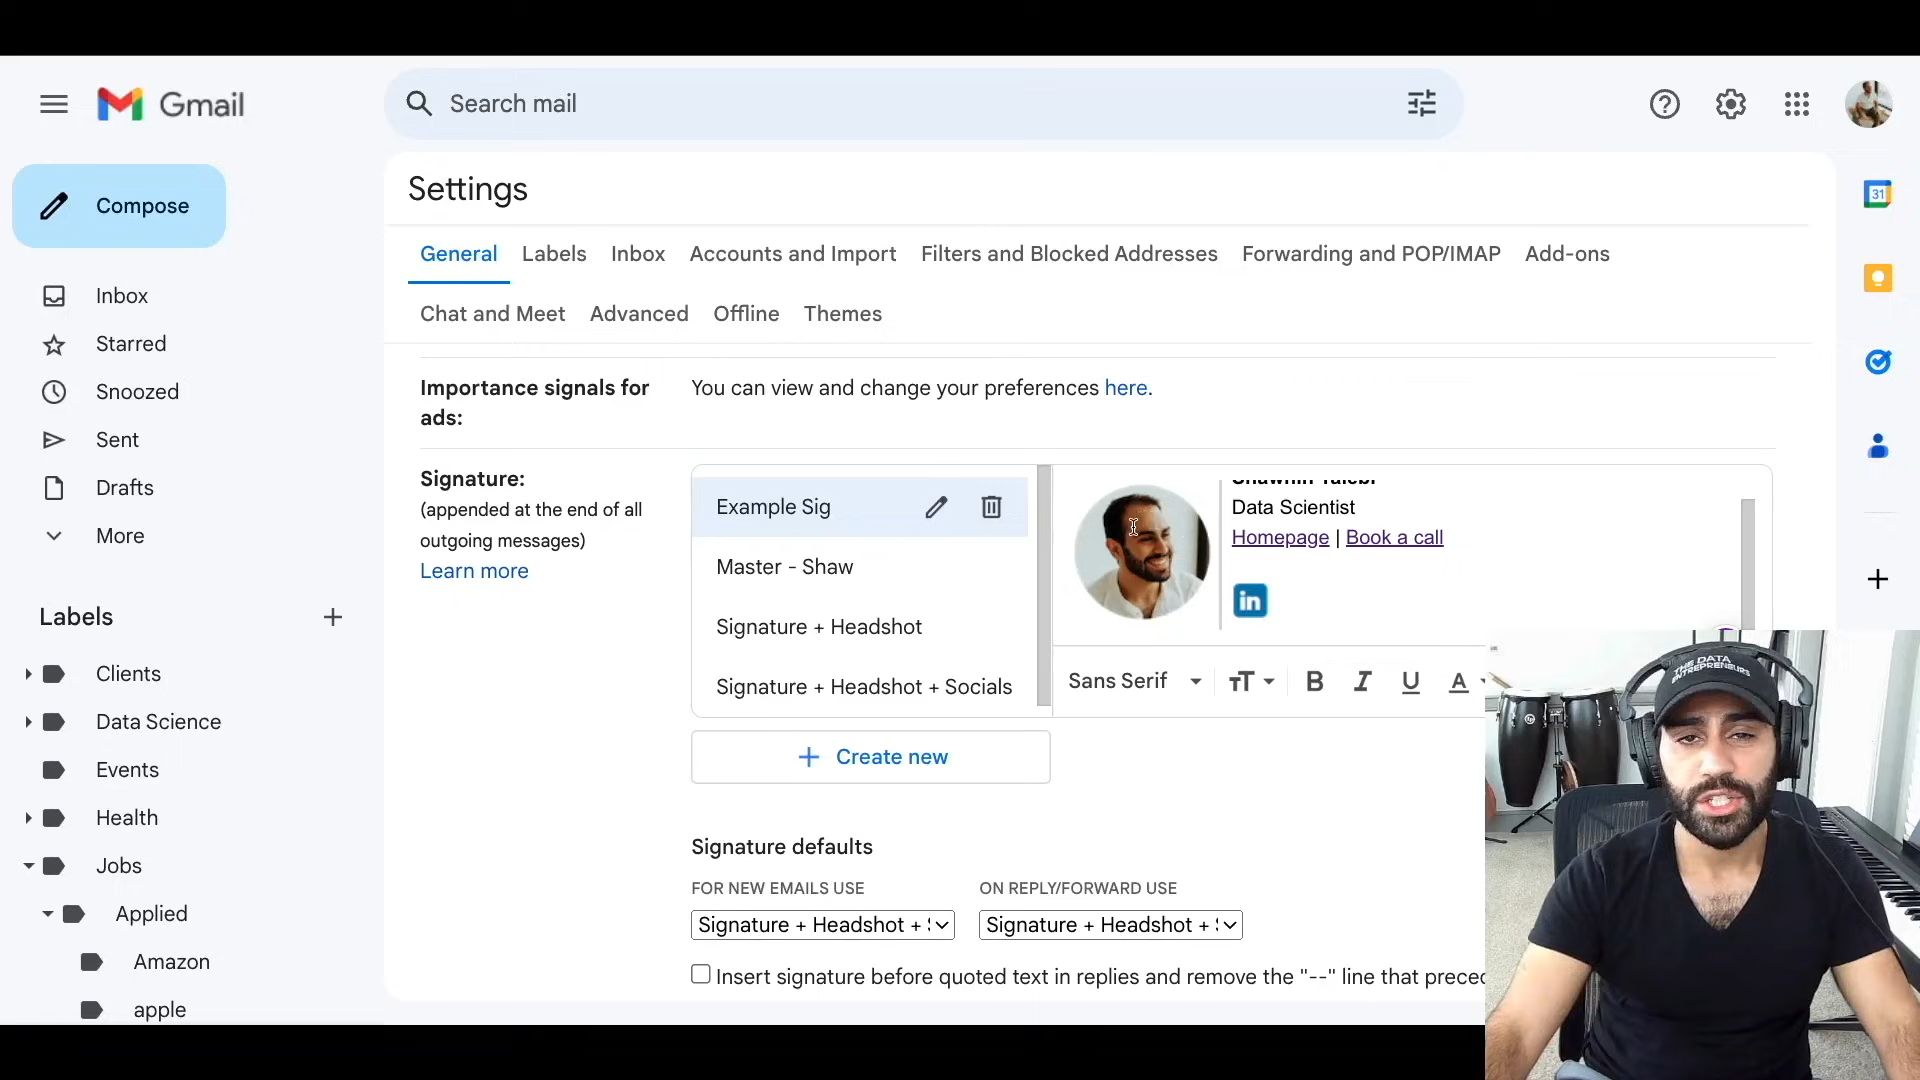 Gmail
Search mail
Compose
Inbox
Starred
Snoozed
Sent
Drafts
More
Labels
Clients
Data Science
Events
Health
Jobs
Applied
Amazon
apple
Settings
General Labels Inbox Accounts and Import Filters and Blocked Addresses Forwarding and POP/IMAP Add-ons
Chat and Meet Advanced Offline Themes
Importance signals for
ads:
You can view and change your preferences here.
Signature:
(appended at the end of all
outgoing messages)
Learn more
Example Sig
Master - Shaw
Signature + Headshot
Signature + Headshot + Socials
Create new
Data Scientist
Homepage | Book a call
in
Sans Serif
B I U A
Signature defaults
FOR NEW EMAILS USE
ON REPLY/FORWARD USE
Signature + Headshot +
Signature + Headshot +
Insert signature before quoted text in replies and remove the "--" line that
31
THE DATA
ENTREPRENEURS